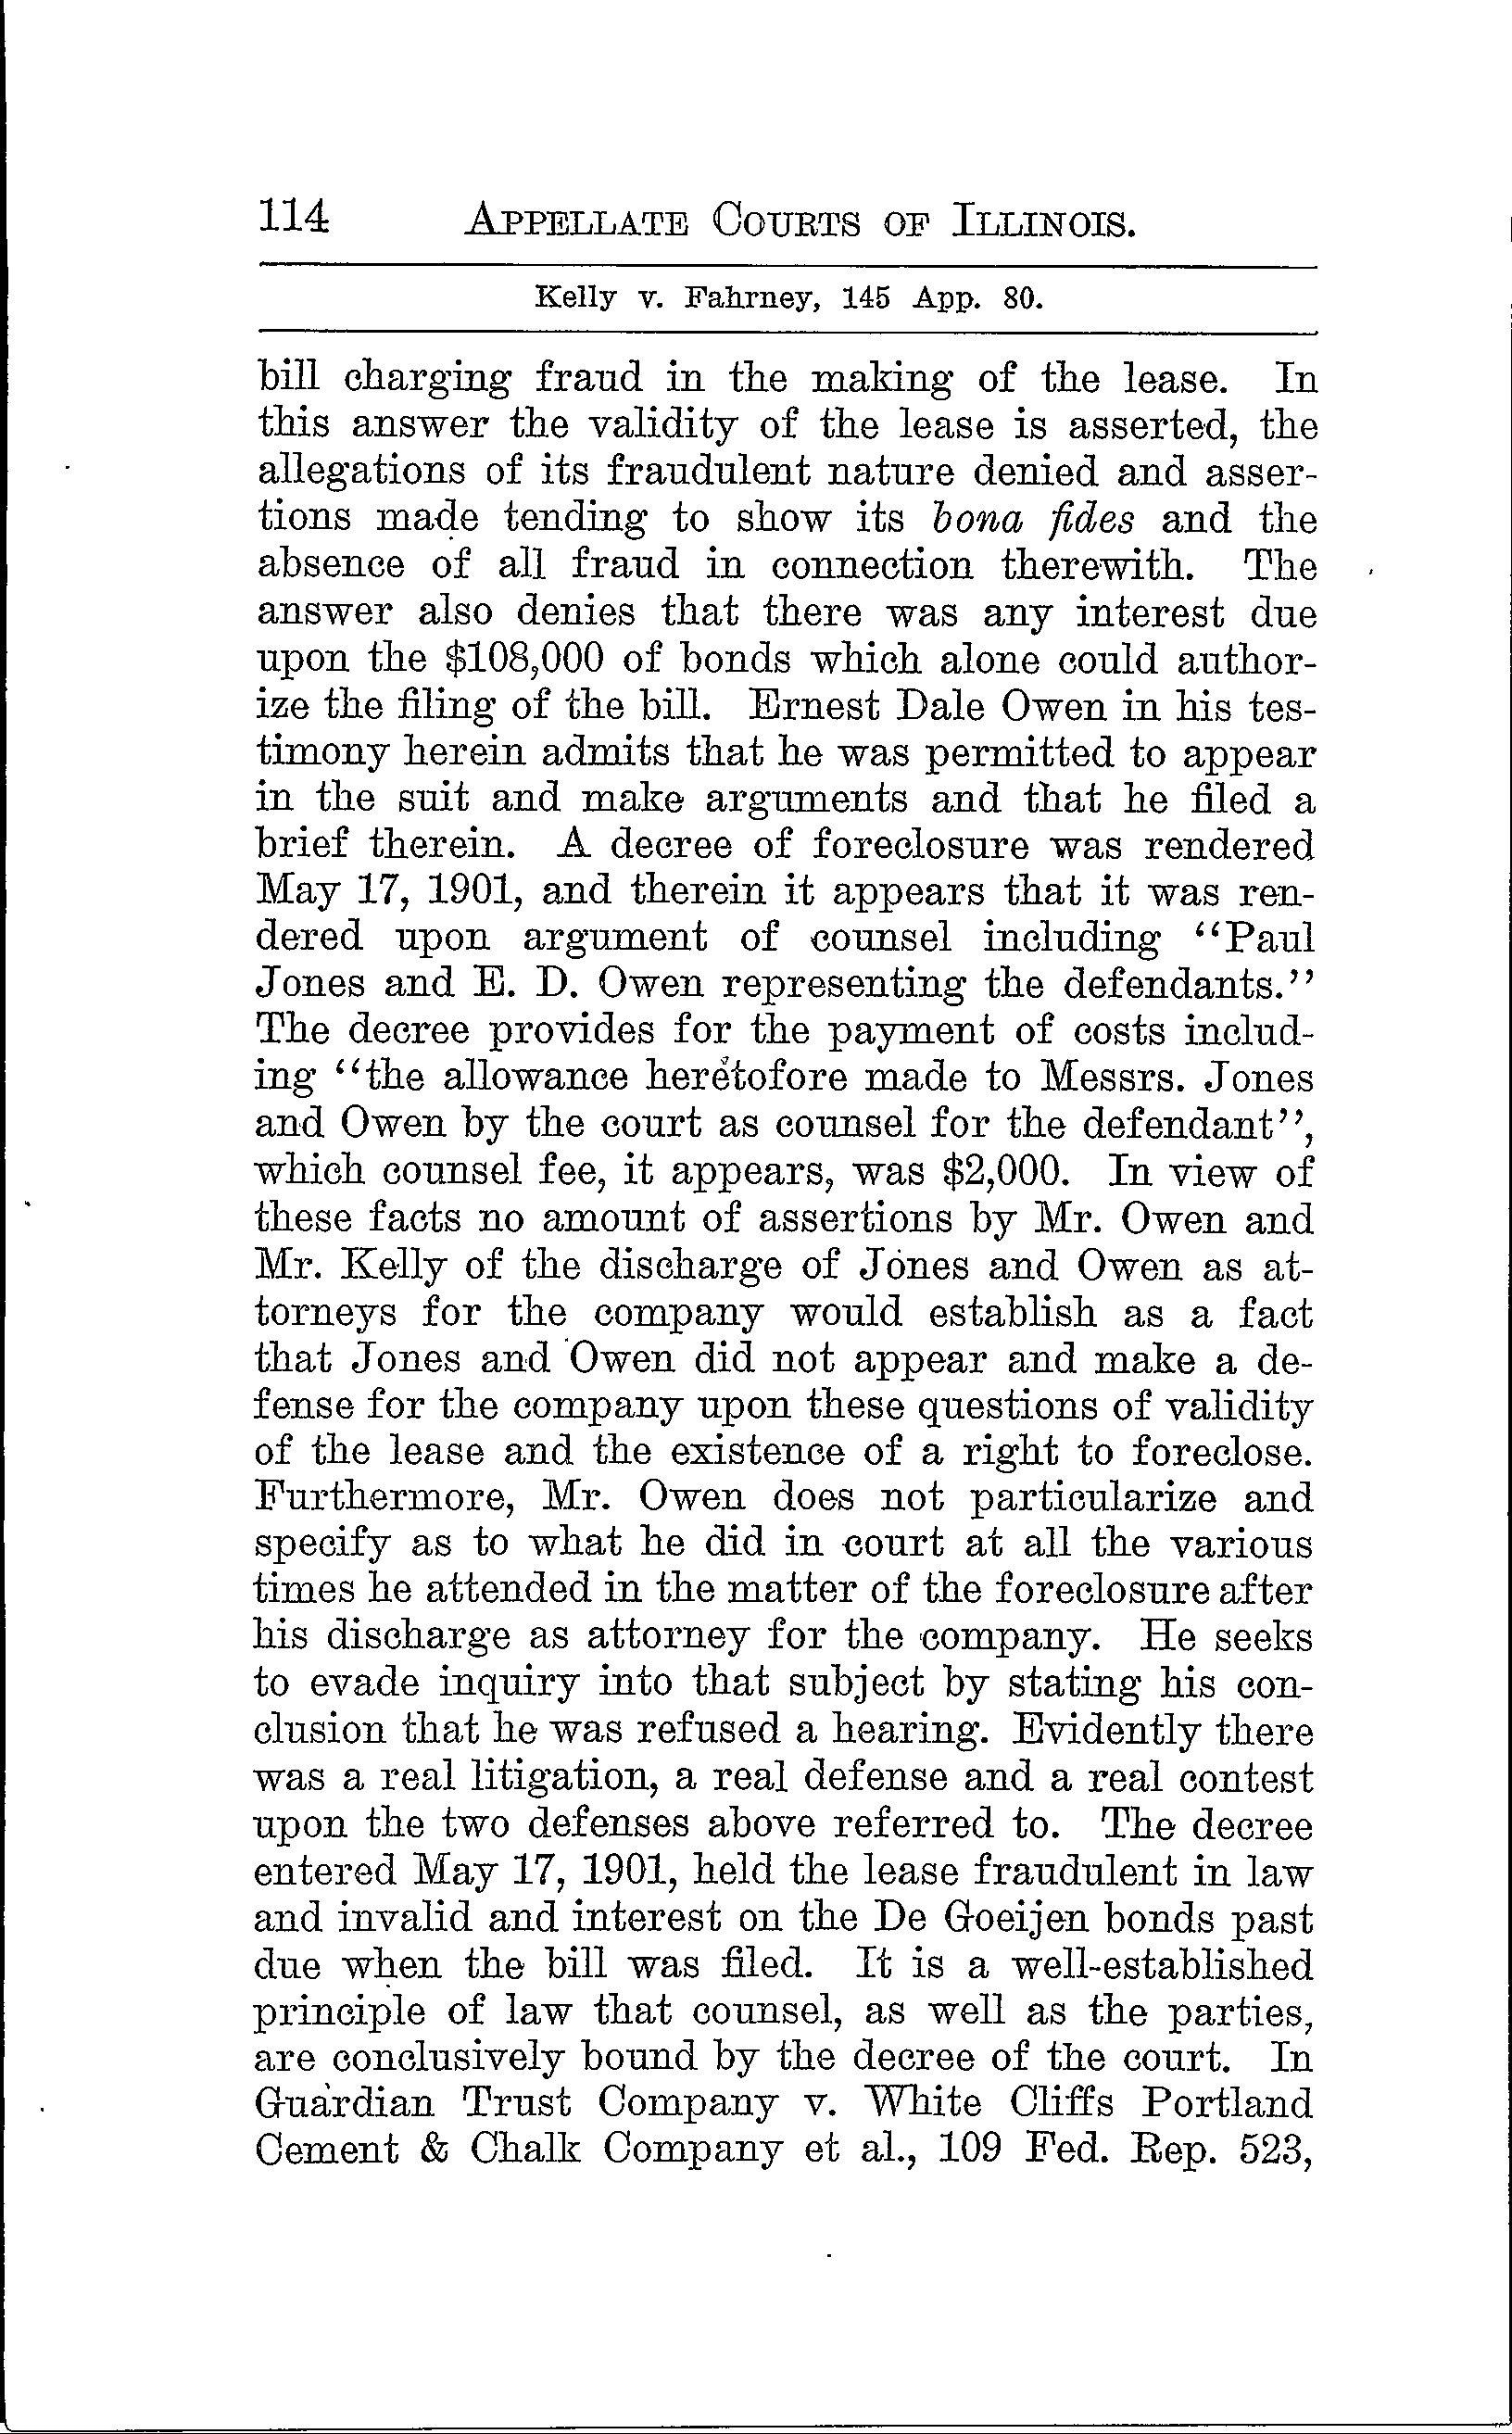 114 APPELLATE COURTS OF ILLINOIS.
Kelly v. Fahrney, 145 App. 80.
bill charging fraud in the making of the lease. In
this answer the validity of the lease is asserted, the
allegations of its fraudulent nature denied and asser-
tions made tending to show its bona fides and the
absence of all fraud in connection therewith. The
answer also denies that there was any interest due
upon the $108,000 of bonds which alone could author-
ize the filing of the bill. Ernest Dale Owen in his tes-
timony herein admits that he was permitted to appear
in the suit and make arguments and that he filed a
brief therein. A decree of foreclosure was rendered
May 17, 1901, and therein it appears that it was ren-
dered upon argument of counsel including "Paul
Jones and E. D. Owen representing the defendants."
The decree provides for the payment of costs includ-
ing "the allowance heretofore made to Messrs. Jones
and Owen by the court as counsel for the defendant",
which counsel fee, it appears, was $2,000. In view of
these facts no amount of assertions by Mr. Owen and
Mr. Kelly of the discharge of Jones and Owen as at-
torneys for the company would establish as a fact
that Jones and Owen did not appear and make a de-
fense for the company upon these questions of validity
of the lease and the existence of a right to foreclose.
Furthermore, Mr. Owen does not particularize and
specify as to what he did in court at all the various
times he attended in the matter of the foreclosure after
his discharge as attorney for the company. He seeks
to evade inquiry into that subject by stating his con-
clusion that he was refused a hearing. Evidently there
was a real litigation, a real defense and a real contest
upon the two defenses above referred to. The decree
entered May 17, 1901, held the lease fraudulent in law
and invalid and interest on the De Goeijen bonds past
due when the bill was filed. It is a well-established
principle of law that counsel, as well as the parties,
are conclusively bound by the decree of the court. In
Guardian Trust Company v. White Cliffs Portland
Cement & Chalk Company et al., 109 Fed. Rep. 523,